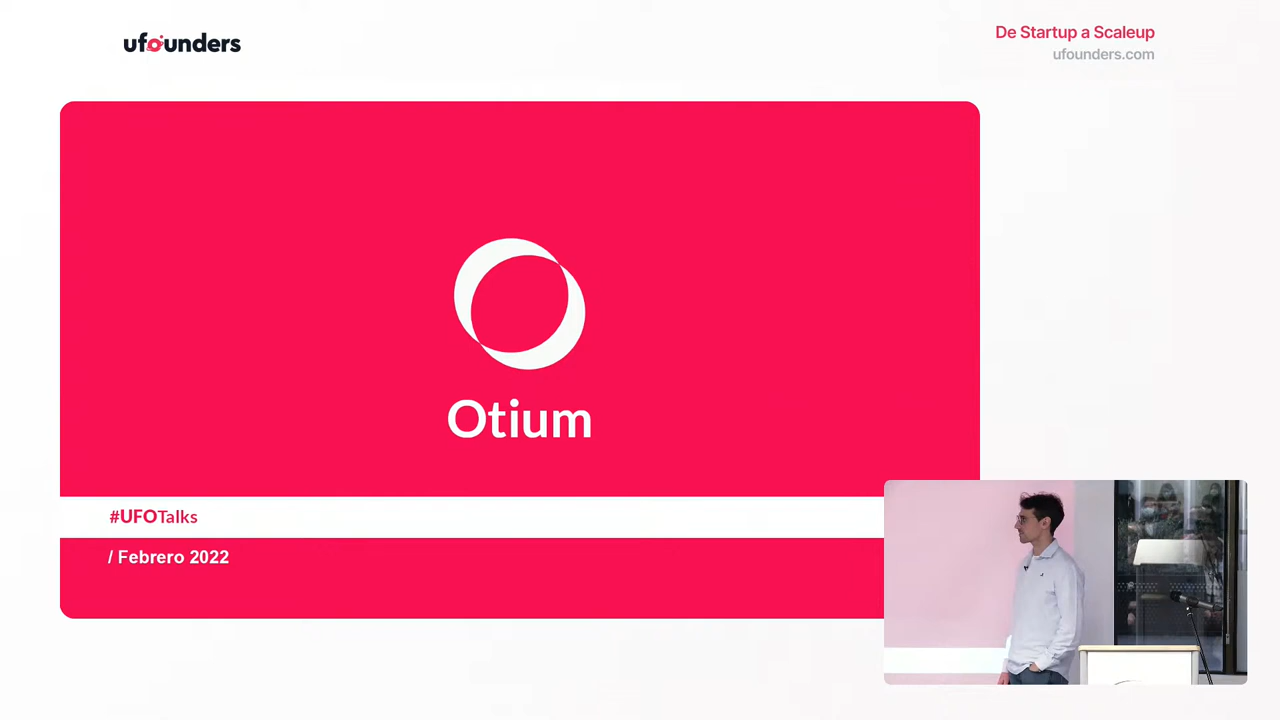 ufounders
De Startup a Scaleup
ufounders.com
Otium
#UFOTalks
/ Febrero 2022